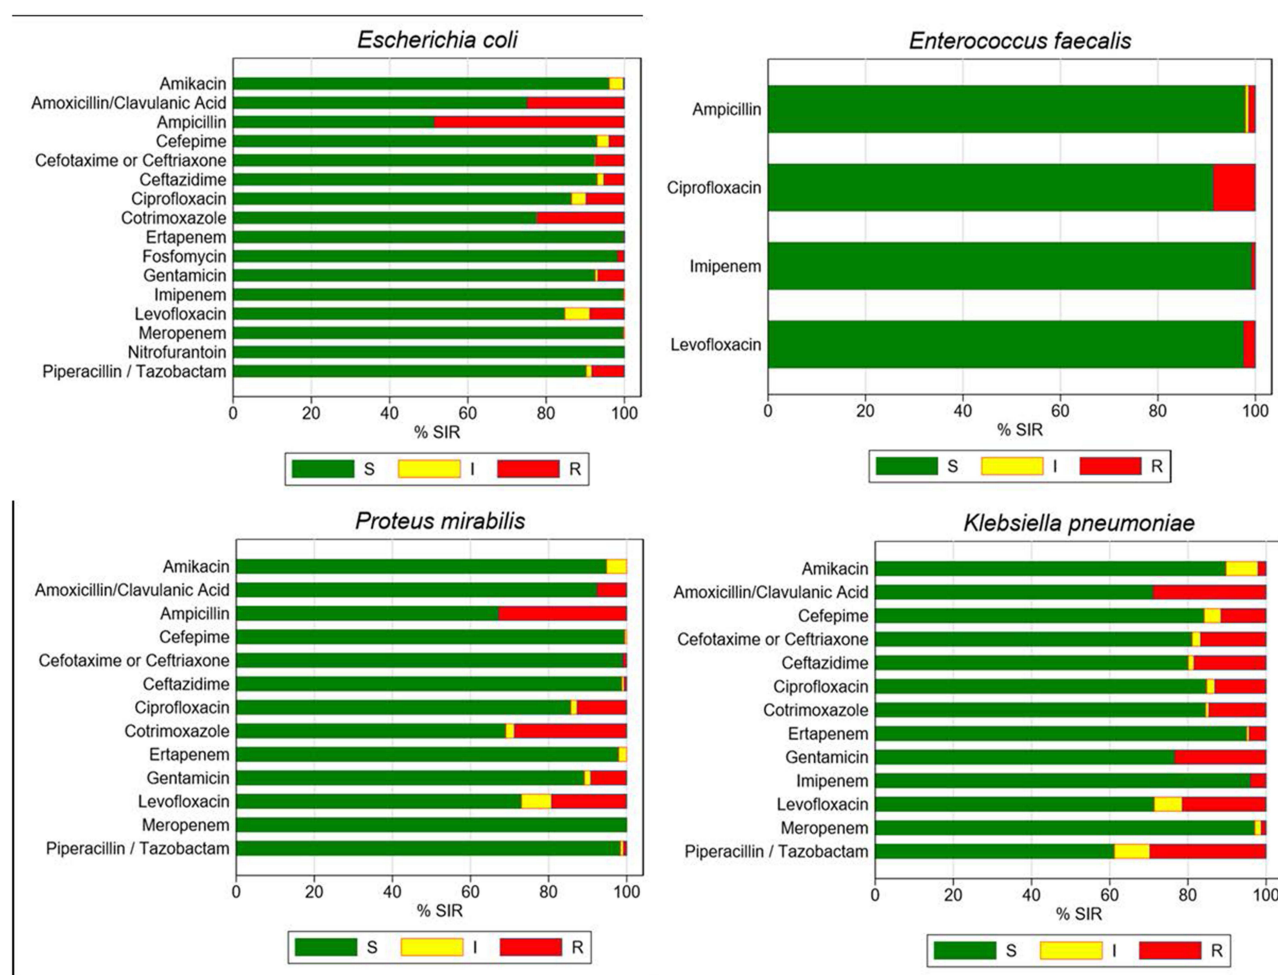 Escherichia coli
Amikacin
Amoxicillin/Clavulanic Acid
Ampicillin
Cefepime
Cefotaxime or Ceftriaxone
Ceftazidime
Ciprofloxacin
Cotrimoxazole
Ertapenem
Fosfomycin
Gentamicin
Imipenem
Levofloxacin
Meropenem
Nitrofurantoin
Piperacillin / Tazobactam
0 20 40 60 80 100
% SIR
S I R
Enterococcus faecalis
Ampicillin
Ciprofloxacin
Imipenem
Levofloxacin
0 20 40 60 80 100
% SIR
S I R
Proteus mirabilis
Amikacin
Amoxicillin/Clavulanic Acid
Ampicillin
Cefepime
Cefotaxime or Ceftriaxone
Ceftazidime
Ciprofloxacin
Cotrimoxazole
Ertapenem
Gentamicin
Levofloxacin
Meropenem
Piperacillin / Tazobactam
0 20 40 60 80 100
% SIR
S I R
Klebsiella pneumoniae
Amikacin
Amoxicillin/Clavulanic Acid
Cefepime
Cefotaxime or Ceftriaxone
Ceftazidime
Ciprofloxacin
Cotrimoxazole
Ertapenem
Gentamicin
Imipenem
Levofloxacin
Meropenem
Piperacillin / Tazobactam
0 20 40 60 80 100
% SIR
S I R